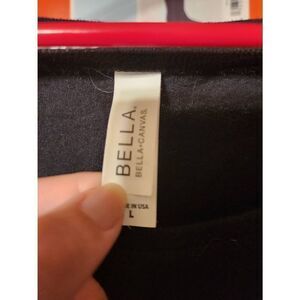 BELLA.
BELLA+CANVAS.
E IN USA
L